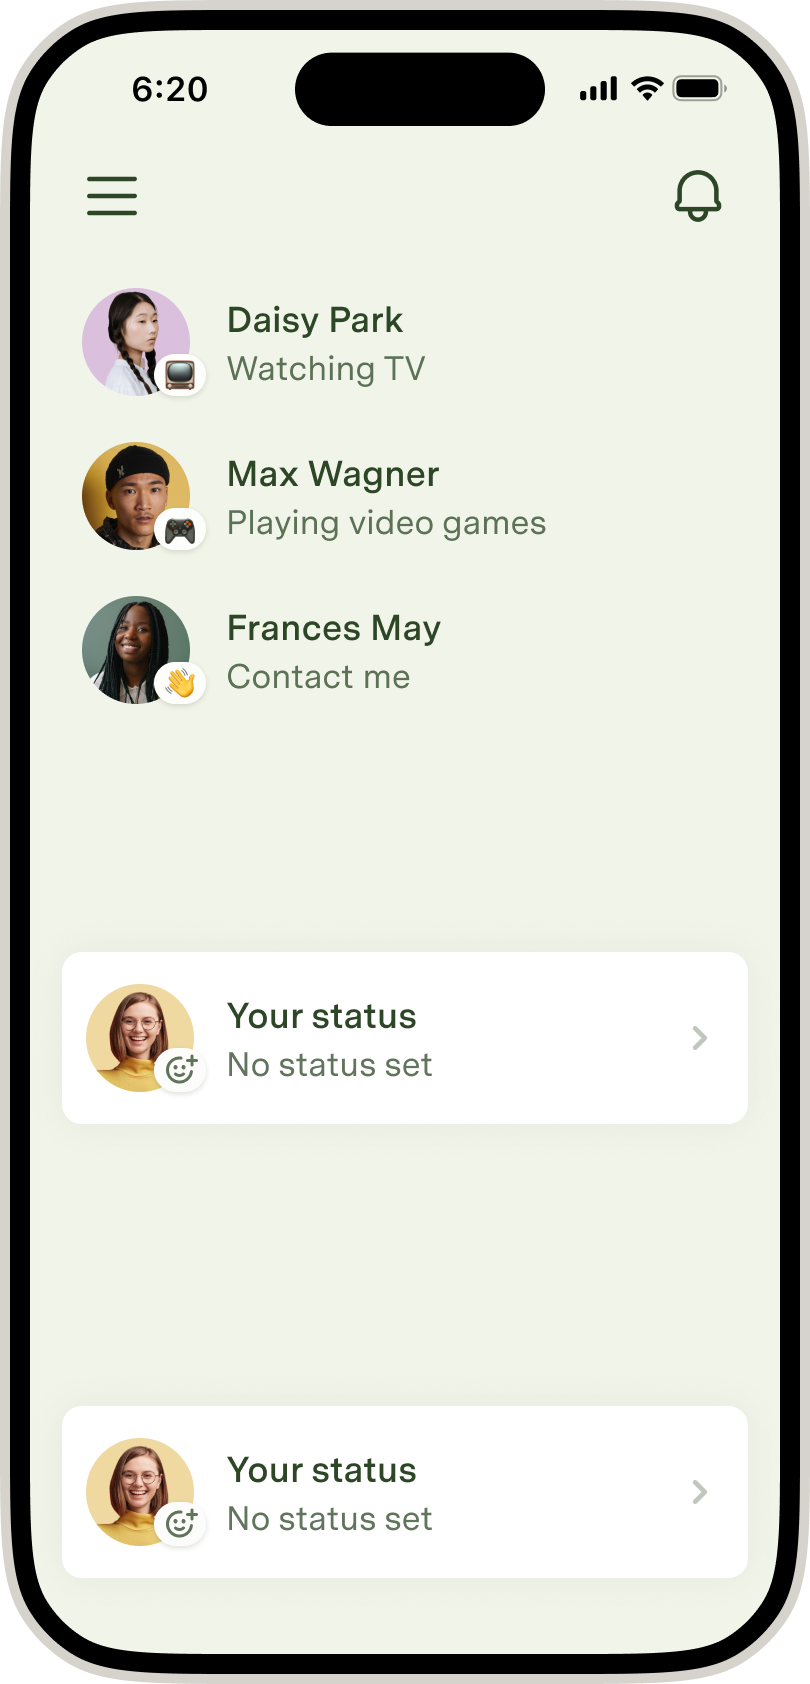 6:20
Daisy Park
Watching TV
Max Wagner
Playing video games
Frances May
Contact me
Your status
No status set
Your status
No status set